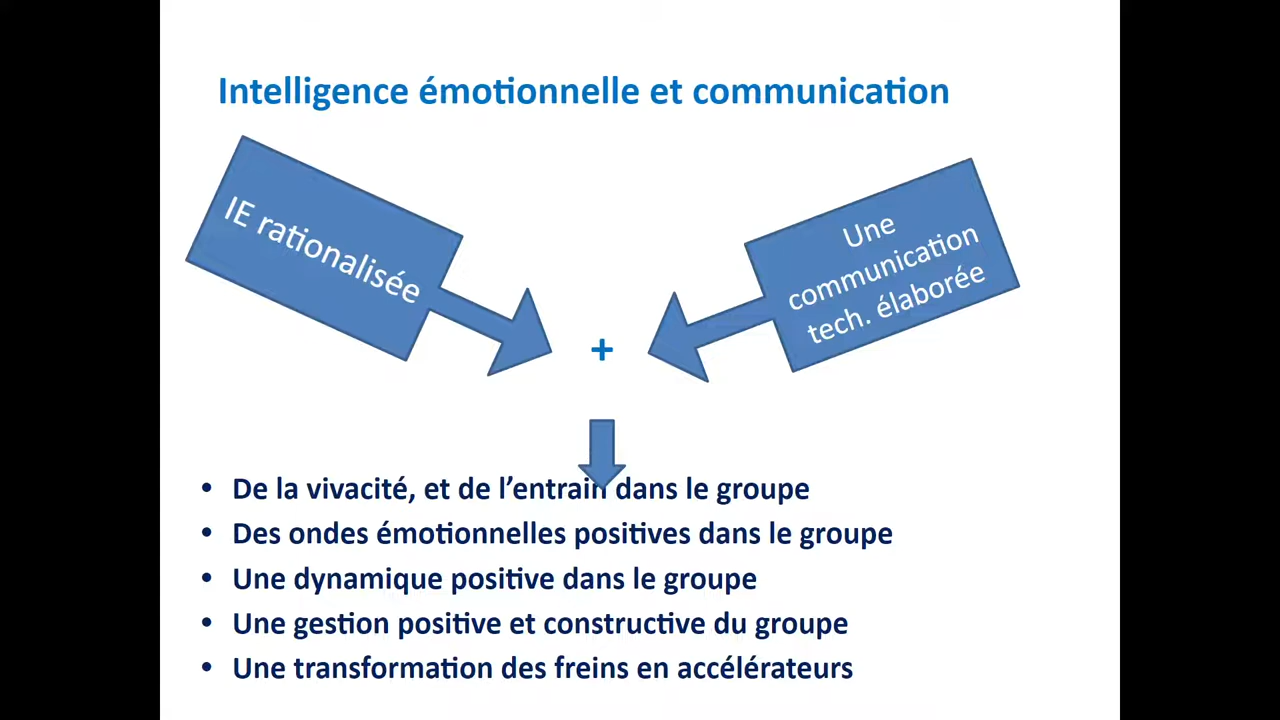 Intelligence émotionnelle et communication
IE rationalisée
Une
communication
tech. élaborée
+
• De la vivacité, et de l’entrain dans le groupe
• Des ondes émotionnelles positives dans le groupe
• Une dynamique positive dans le groupe
• Une gestion positive et constructive du groupe
• Une transformation des freins en accélérateurs